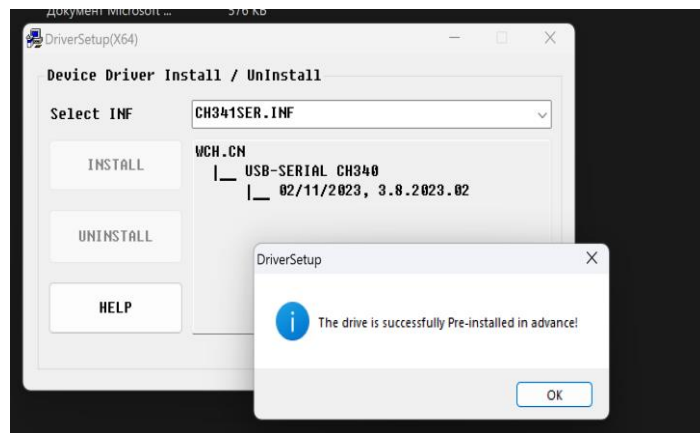 Документ Microsoft ...
576 КБ
DriverSetup(X64)
Device Driver Install / UnInstall
Select INF
CH341SER.INF
INSTALL
WCH.CN
|__ USB-SERIAL CH340
|__ 02/11/2023, 3.8.2023.02
UNINSTALL
DriverSetup
HELP
i
The drive is successfully Pre-installed in advance!
OK